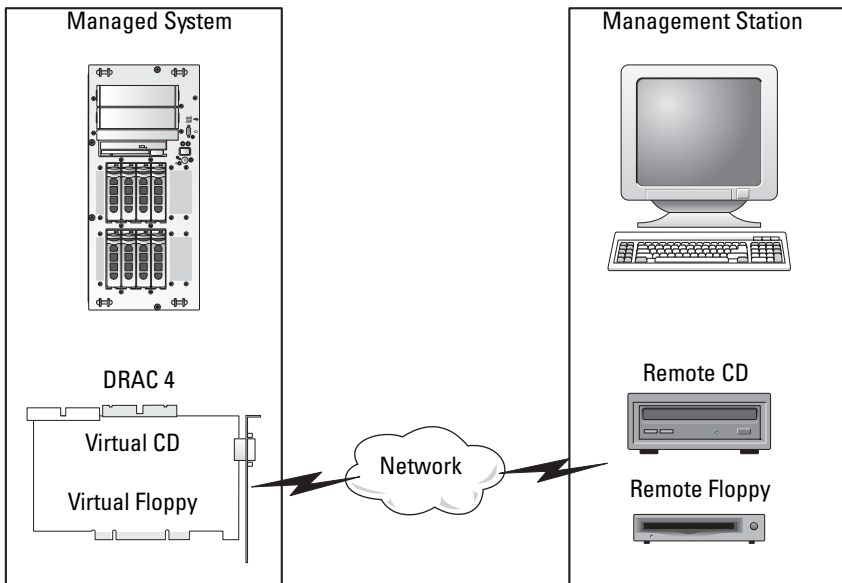 Managed System
Management Station
DRAC 4
Virtual CD
Virtual Floppy
Network
Remote CD
Remote Floppy